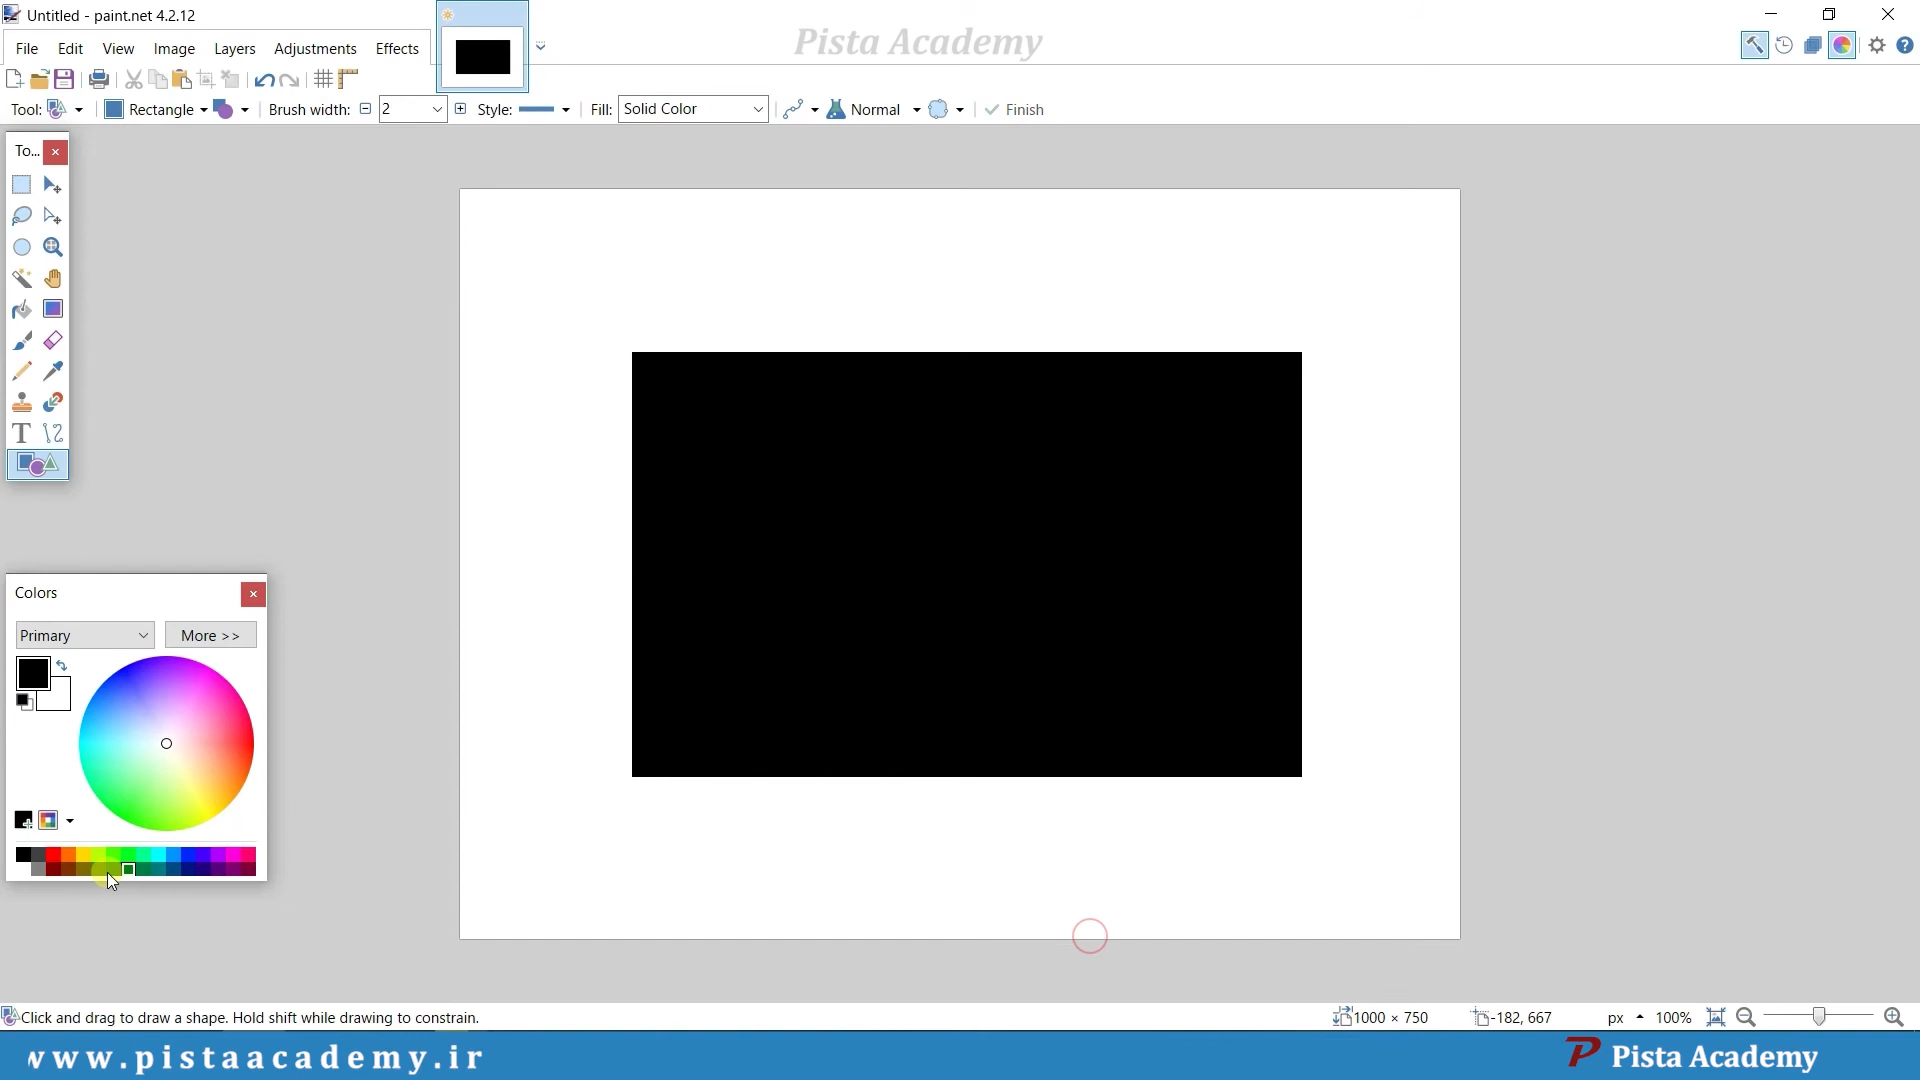 Untitled - paint.net 4.2.12
File Edit View Image Layers Adjustments Effects
Pista Academy
Tool: Rectangle Brush width: 2 Style: Fill: Solid Color Normal Finish
To...
T
Colors
Primary More >>
Click and drag to draw a shape. Hold shift while drawing to constrain.
1000 × 750 -182, 667 px 100%
www.pistaacademy.ir
Pista Academy